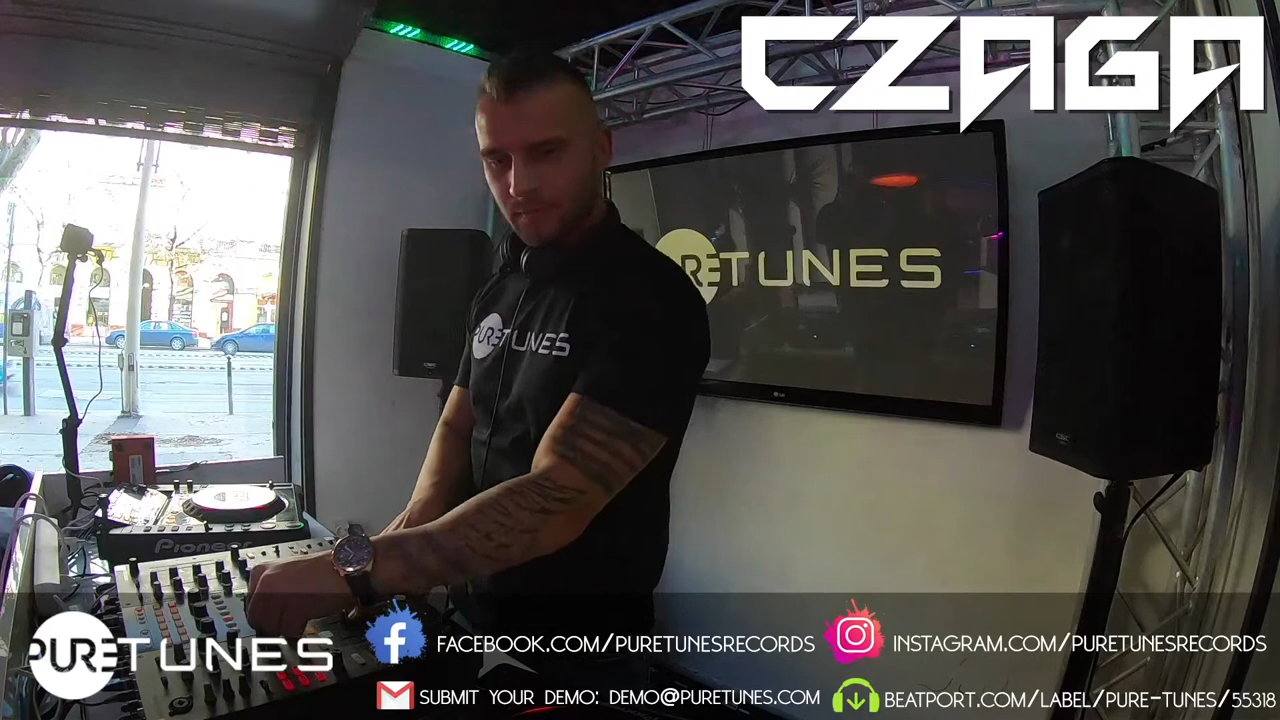 CZAGA
PURETUNES
PURETUNES
Pioneer
PURETUNES
FACEBOOK.COM/PURETUNESRECORDS
INSTAGRAM.COM/PURETUNESRECORDS
SUBMIT YOUR DEMO: DEMO@PURETUNES.COM
BEATPORT.COM/LABEL/PURE-TUNES/55318